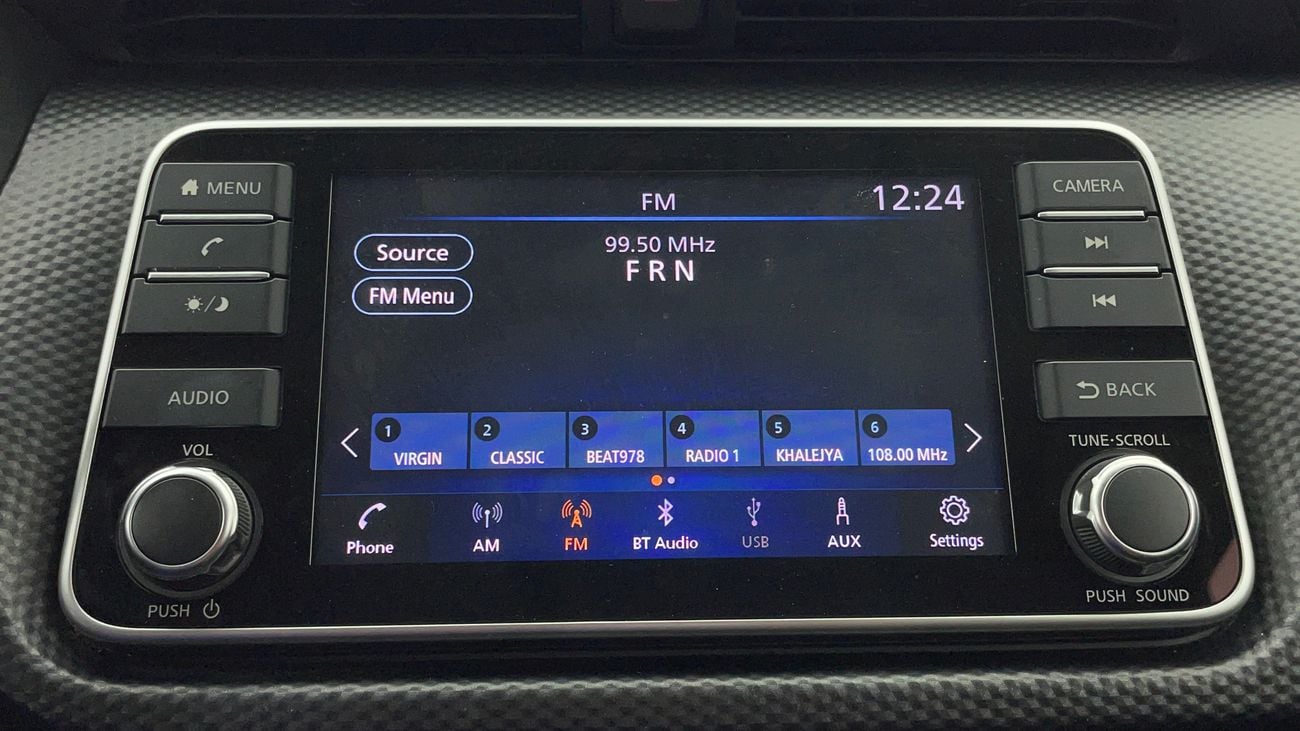 MENU
AUDIO
VOL
PUSH
FM
12:24
Source
FM Menu
99.50 MHz
F R N
1 VIRGIN
2 CLASSIC
3 BEAT978
4 RADIO 1
5 KHALEJYA
6 108.00 MHz
Phone
AM
FM
BT Audio
USB
AUX
Settings
CAMERA
BACK
TUNE·SCROLL
PUSH SOUND